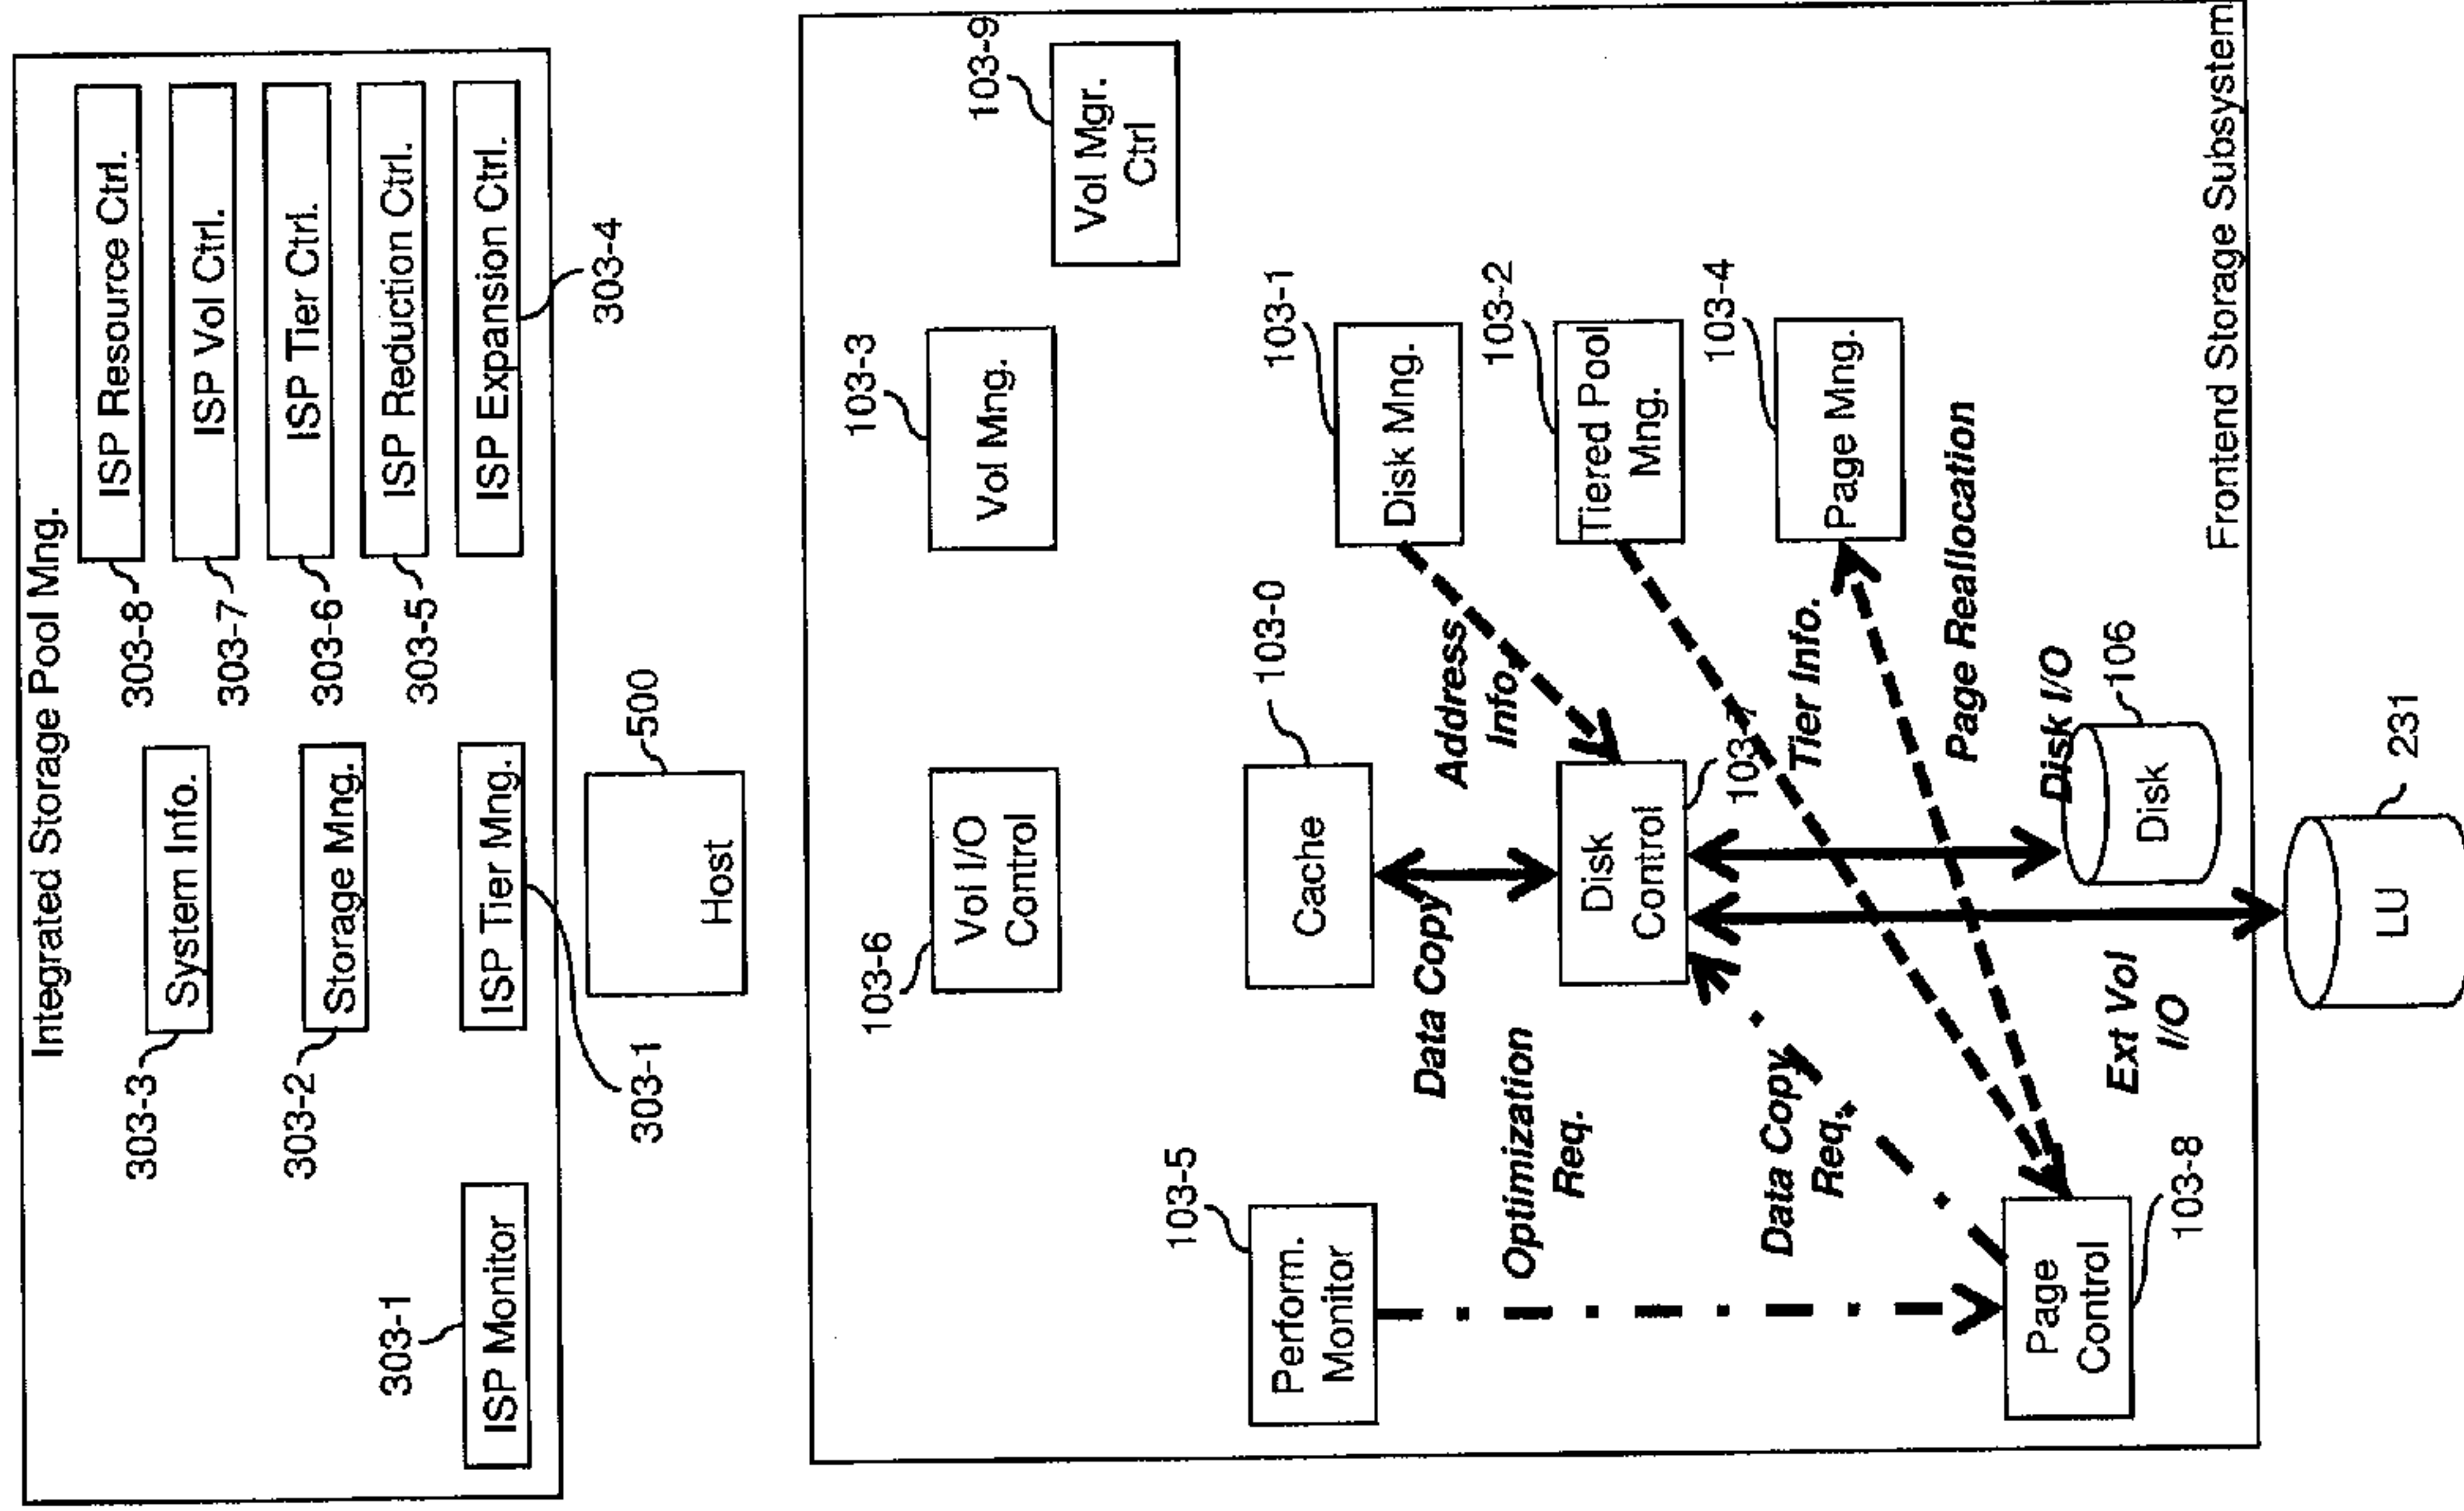 Integrated Storage Pool Mng.
303-3
System Info.
303-8
ISP Resource Ctrl.
303-7
ISP Vol Ctrl.
303-2
Storage Mng.
303-6
ISP Tier Ctrl.
303-1
303-5
ISP Reduction Ctrl.
ISP Monitor
ISP Tier Mng.
ISP Expansion Ctrl.
303-1
500
303-4
Host
103-6
103-3
103-9
Vol I/O
Control
Vol Mng.
Vol Mgr.
Ctrl
103-5
103-0
103-1
Perform.
Monitor
Cache
Disk Mng.
Data Copy
Address
Info.
Optimization
Req.
103-2
Disk
Control
103-7
Tiered Pool
Mng.
Data Copy
Req.
Tier Info.
103-4
Page Mng.
Page Reallocation
Page
Control
103-8
Ext Vol
I/O
Disk I/O
106
Disk
Frontend Storage Subsystem
231
LU